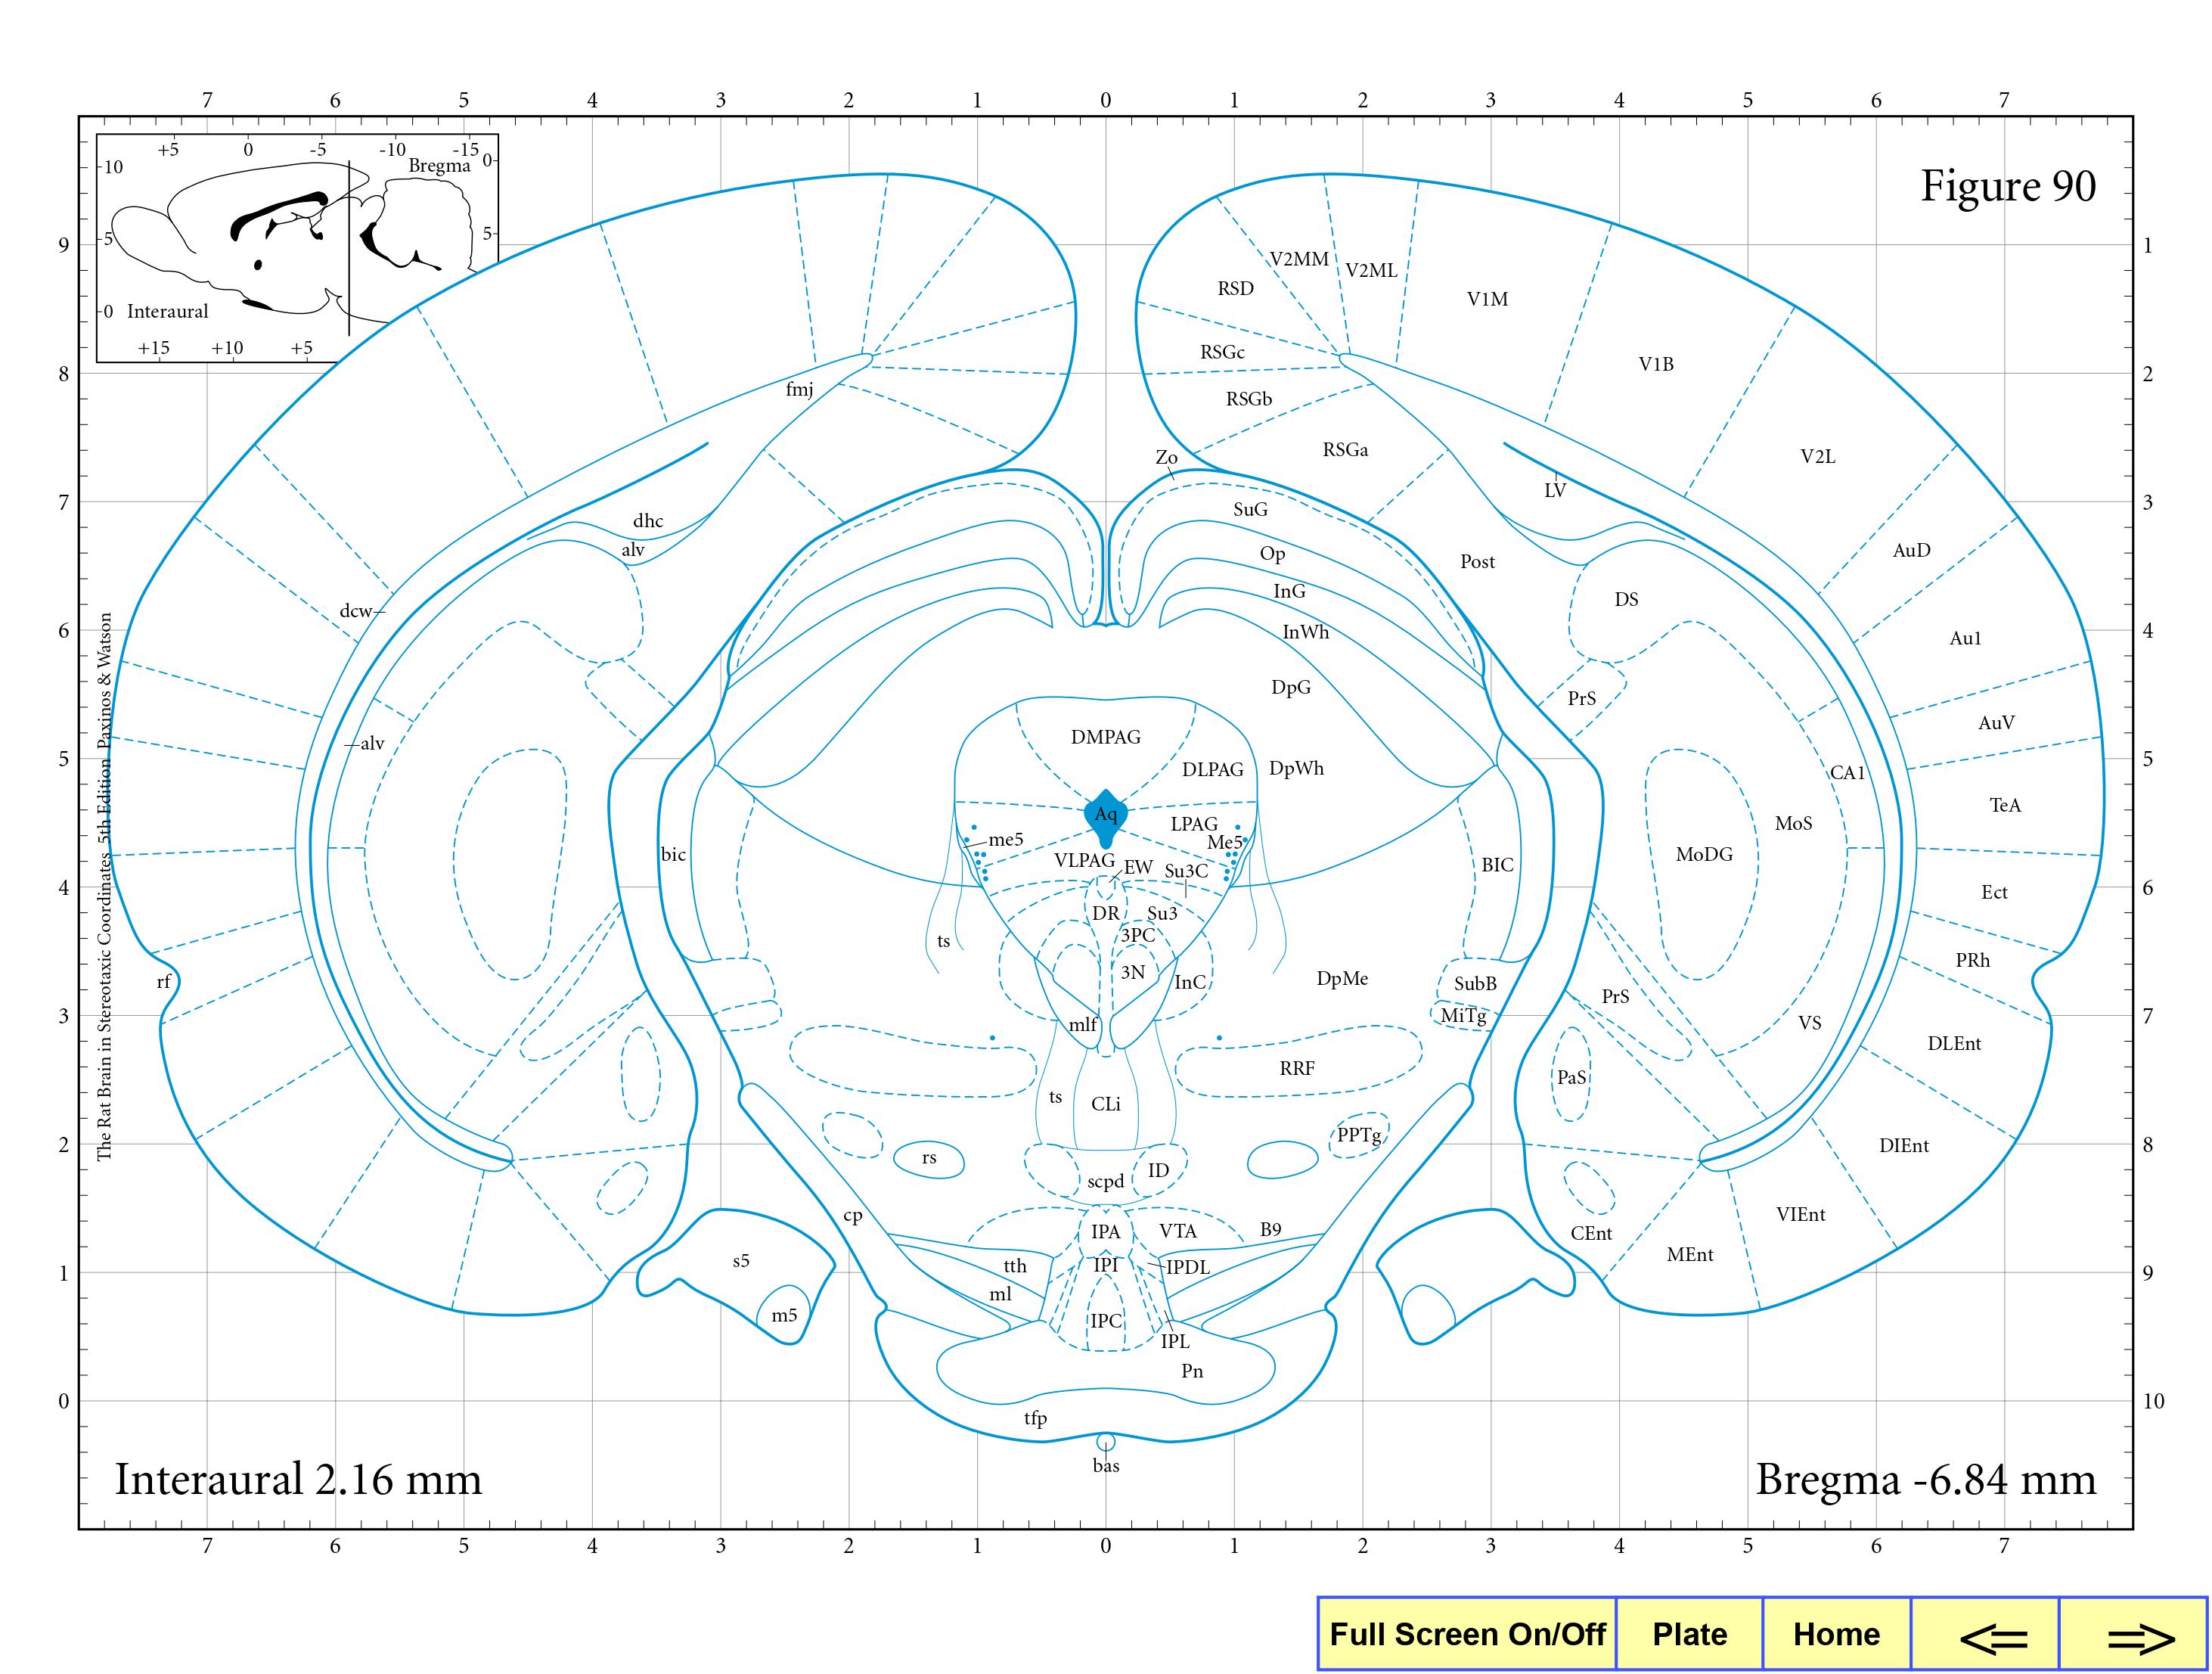 7 6 5 4 3 2 1 0 1 2 3 4 5 6 7
+5 0 -5 -10 -15
Bregma 0
10
5 5
0 Interaural
+15 +10 +5
Figure 90
9 1
8 2
7 3
6 4
5 5
4 6
3 7
2 8
1 9
0 10
V2MM
V2ML
RSD
V1M
RSGc
V1B
fmj
RSGb
RSGa
V2L
Zo
LV
SuG
dhc
alv
Op
Post
AuD
InG
DS
dcw
InWh
Au1
DpG
PrS
AuV
DMPAG
alv
DLPAG
DpWh
CA1
TeA
Aq
LPAG
MoS
me5
Me5
bic
VLPAG
EW
Su3C
BIC
MoDG
Ect
DR
Su3
3PC
ts
3N
InC
DpMe
SubB
PRh
rf
PrS
MiTg
mlf
VS
DLEnt
RRF
PaS
ts
CLi
PPTg
DIEnt
rs
ID
scpd
cp
IPA
VTA
B9
CEnt
VIEnt
s5
tth
IPI
IPDL
MEnt
ml
m5
IPC
IPL
Pn
tfp
bas
The Rat Brain in Stereotaxic Coordinates 5th Edition Paxinos & Watson
Interaural 2.16 mm
Bregma -6.84 mm
7 6 5 4 3 2 1 0 1 2 3 4 5 6 7
Full Screen On/Off Plate Home <= =>